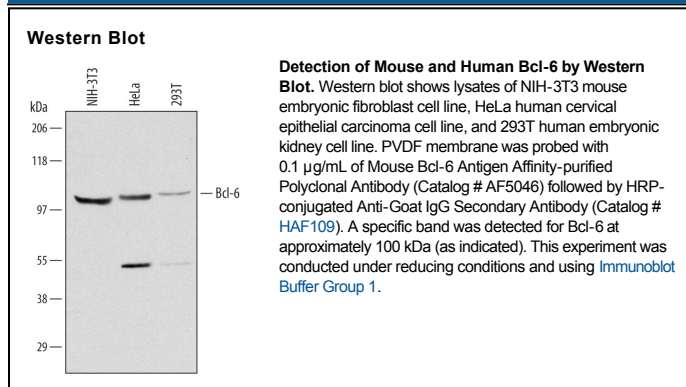 Western Blot
NIH-3T3
HeLa
293T
kDa
206
118
97
55
38
29
Bcl-6
Detection of Mouse and Human Bcl-6 by Western
Blot. Western blot shows lysates of NIH-3T3 mouse
embryonic fibroblast cell line, HeLa human cervical
epithelial carcinoma cell line, and 293T human embryonic
kidney cell line. PVDF membrane was probed with
0.1 µg/mL of Mouse Bcl-6 Antigen Affinity-purified
Polyclonal Antibody (Catalog # AF5046) followed by HRP-
conjugated Anti-Goat IgG Secondary Antibody (Catalog #
HAF109). A specific band was detected for Bcl-6 at
approximately 100 kDa (as indicated). This experiment was
conducted under reducing conditions and using Immunoblot
Buffer Group 1.